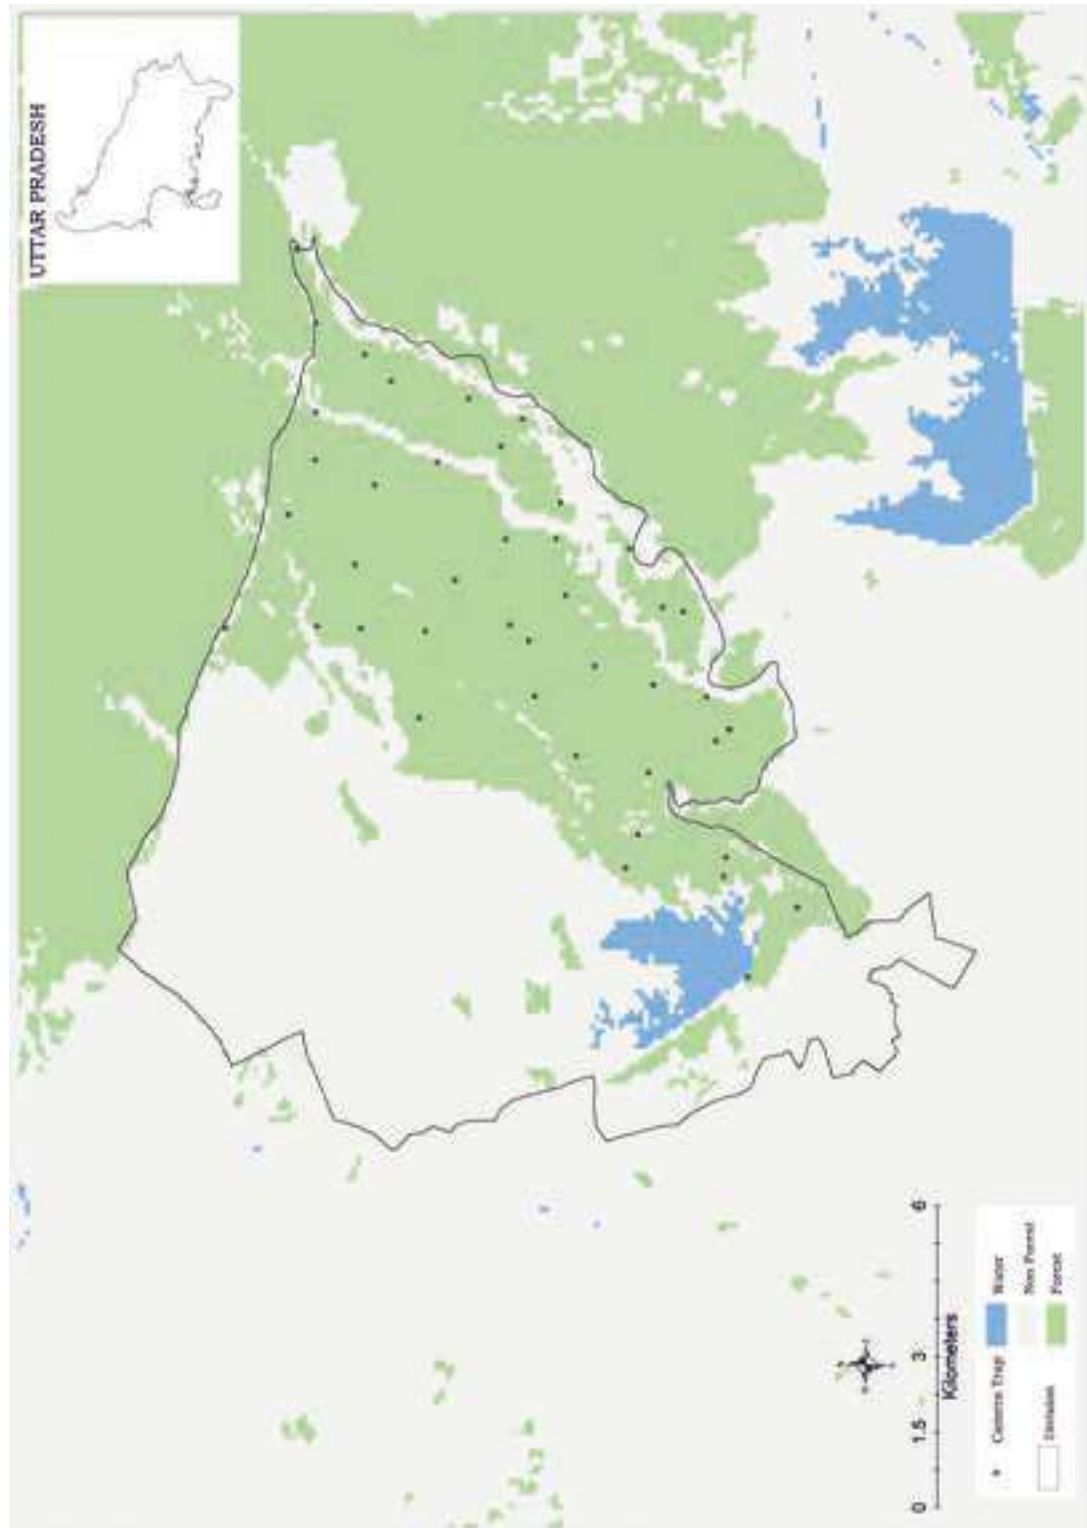 UTTAR PRADESH
0 1.5 3 6
Kilometers
Camera Trap
Division
Water
Non Forest
Forest